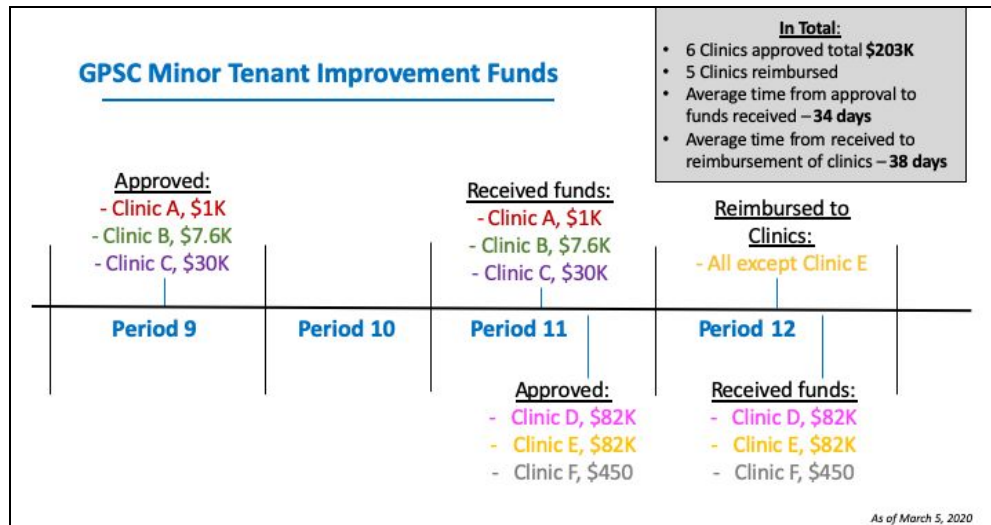 In Total:
• 6 Clinics approved total $203K
• 5 Clinics reimbursed
• Average time from approval to
funds received – 34 days
• Average time from received to
reimbursement of clinics – 38 days
GPSC Minor Tenant Improvement Funds
Approved:
- Clinic A, $1K
- Clinic B, $7.6K
- Clinic C, $30K
Received funds:
- Clinic A, $1K
- Clinic B, $7.6K
- Clinic C, $30K
Reimbursed to
Clinics:
- All except Clinic E
Period 9
Period 10
Period 11
Period 12
Approved:
- Clinic D, $82K
- Clinic E, $82K
- Clinic F, $450
Received funds:
- Clinic D, $82K
- Clinic E, $82K
- Clinic F, $450
As of March 5, 2020